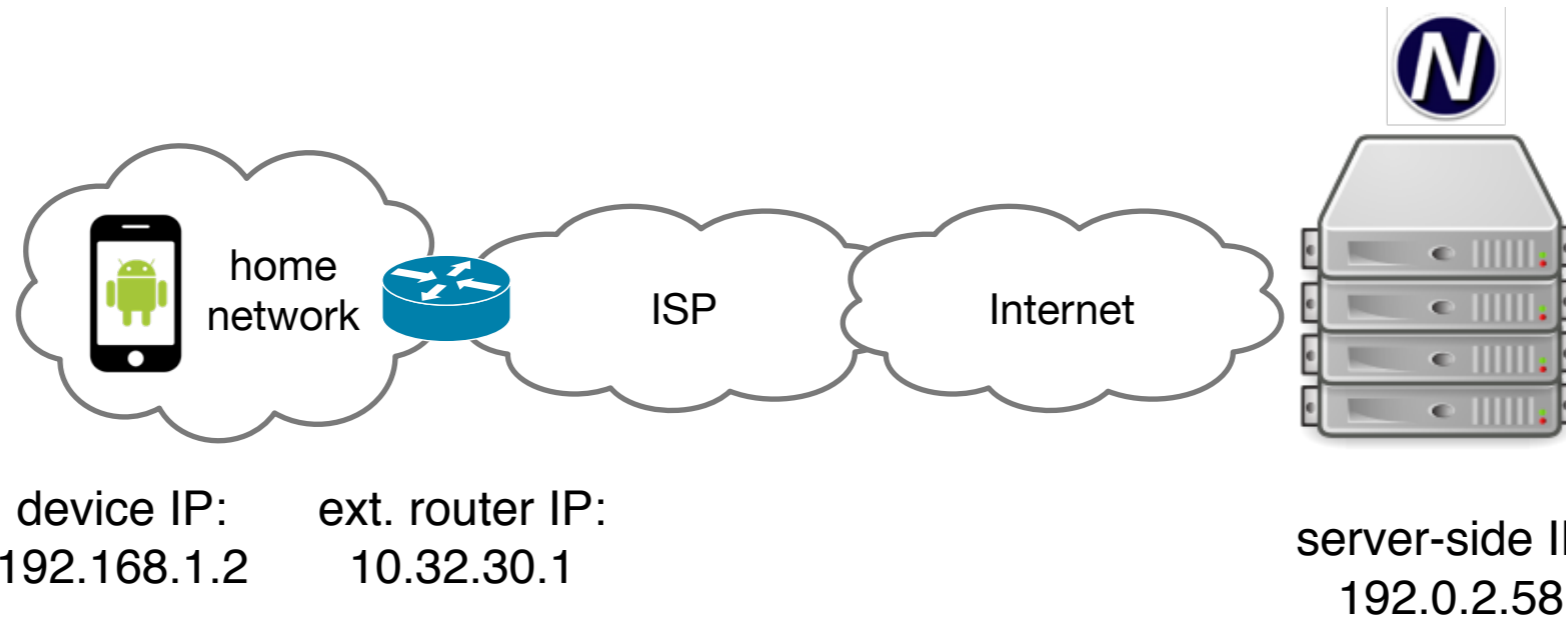 N
home
network
ISP
Internet
device IP:
192.168.1.2
ext. router IP:
10.32.30.1
server-side I
192.0.2.58